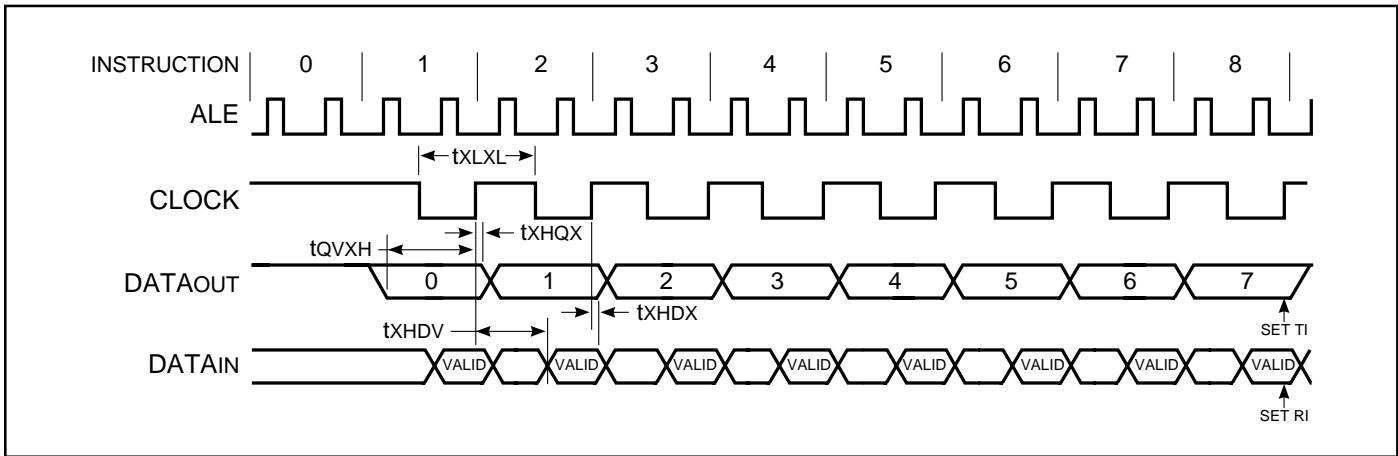 INSTRUCTION 0 1 2 3 4 5 6 7 8
ALE
tXLXL
CLOCK
tXHQX
tQVXH
DATAOUT 0 1 2 3 4 5 6 7
tXHDX
SET TI
tXHDV
DATAIN VALID VALID VALID VALID VALID VALID VALID VALID
SET RI